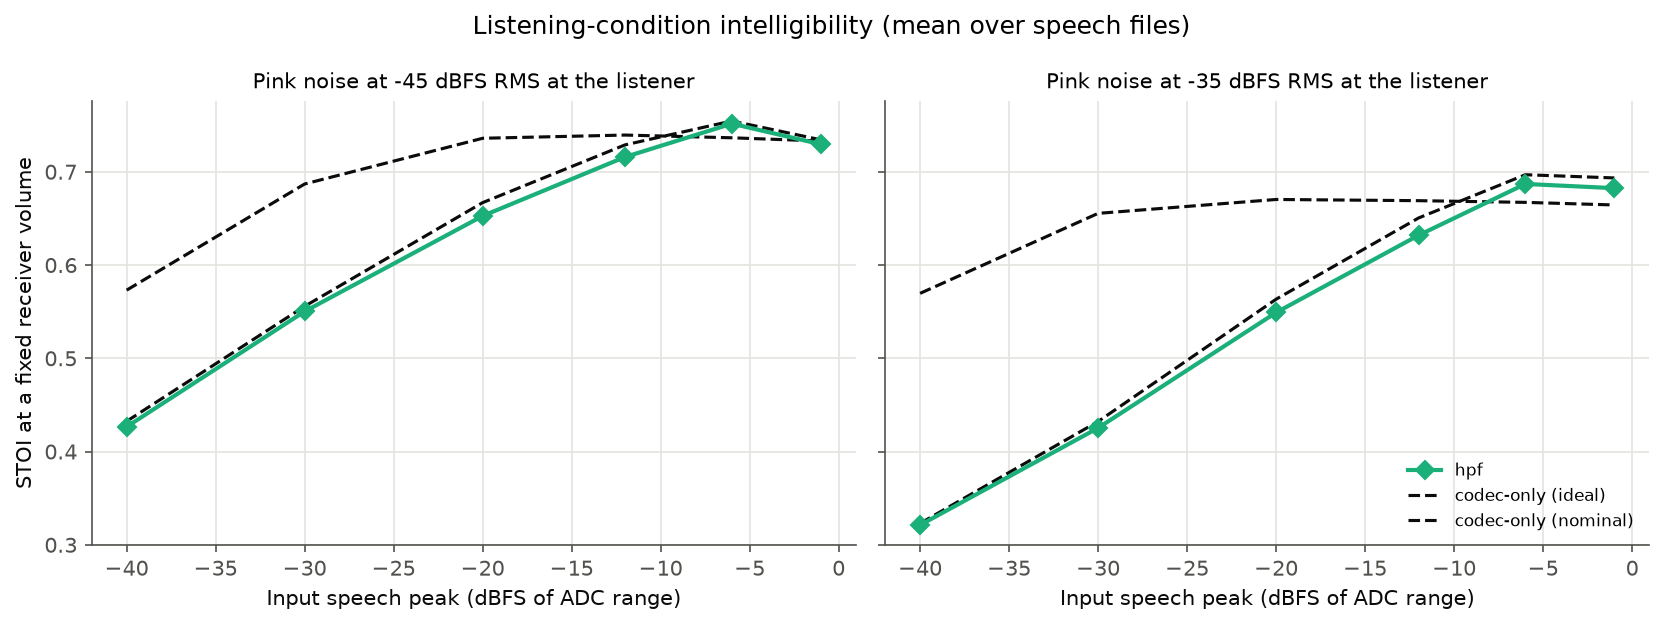 Listening-condition intelligibility (mean over speech files)
Pink noise at -45 dBFS RMS at the listener
STOI at a fixed receiver volume
0.7
0.6
0.5
0.4
0.3
−40 −35 −30 −25 −20 −15 −10 −5 0
Input speech peak (dBFS of ADC range)
Pink noise at -35 dBFS RMS at the listener
hpf
codec-only (ideal)
codec-only (nominal)
−40 −35 −30 −25 −20 −15 −10 −5 0
Input speech peak (dBFS of ADC range)